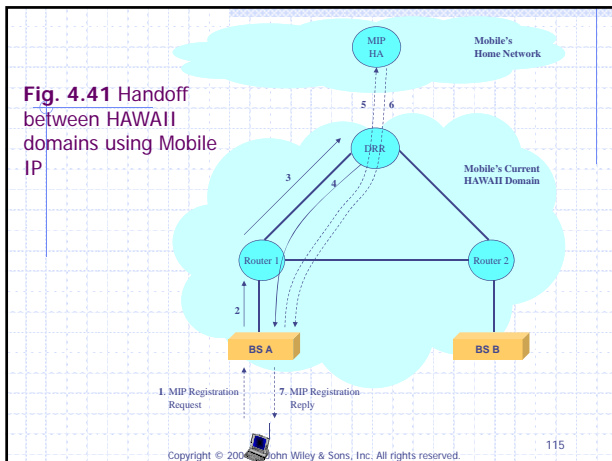 Fig. 4.41 Handoff
between HAWAII
domains using Mobile
IP
MIP
HA
Mobile's
Home Network
5
6
DRR
3
4
Mobile's Current
HAWAII Domain
Router 1
Router 2
2
BS A
BS B
1. MIP Registration
Request
7. MIP Registration
Reply
Copyright © John Wiley & Sons, Inc. All rights reserved.
115